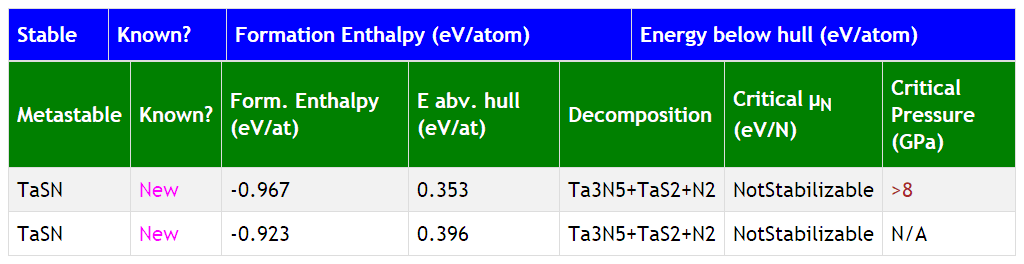 Stable Known? Formation Enthalpy (eV/atom) Energy below hull (eV/atom)
Metastable Known? Form. Enthalpy (eV/at) E abv. hull (eV/at) Decomposition Critical μN (eV/N) Critical Pressure (GPa)
TaSN New -0.967 0.353 Ta3N5+TaS2+N2 NotStabilizable >8
TaSN New -0.923 0.396 Ta3N5+TaS2+N2 NotStabilizable N/A